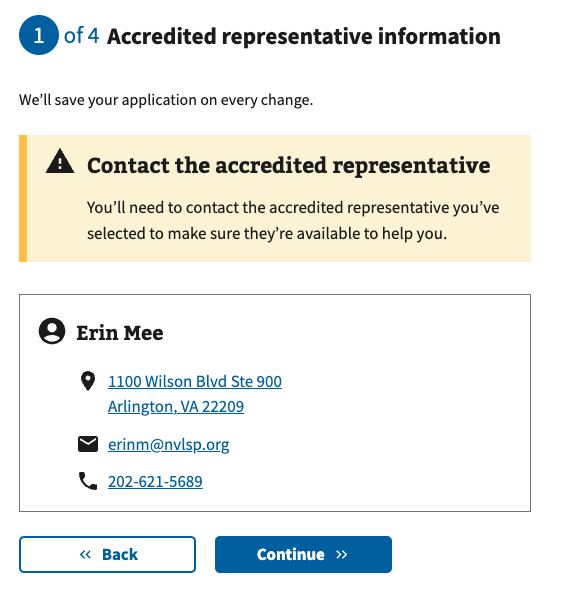 1 of 4 Accredited representative information
We’ll save your application on every change.
Contact the accredited representative
You’ll need to contact the accredited representative you’ve
selected to make sure they’re available to help you.
Erin Mee
1100 Wilson Blvd Ste 900
Arlington, VA 22209
erinm@nvlsp.org
202-621-5689
« Back
Continue »